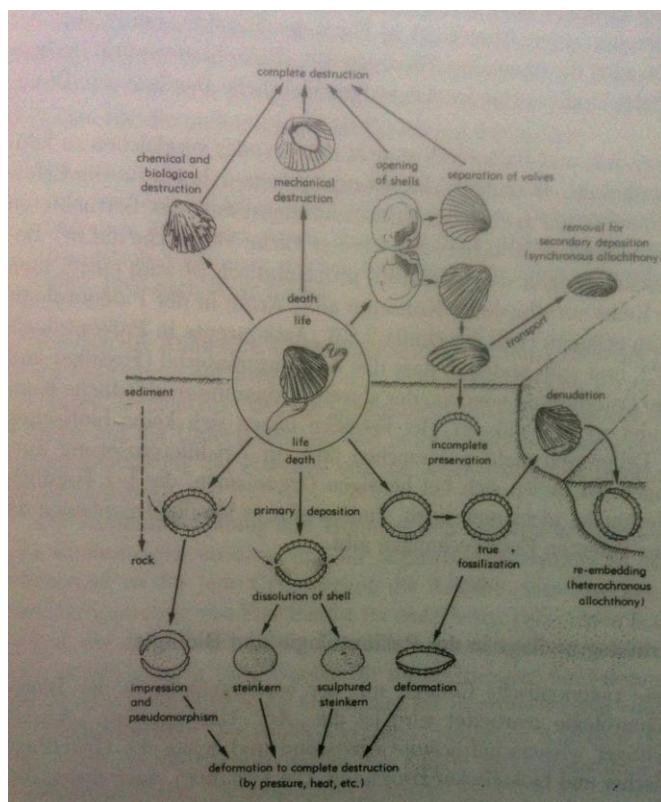 complete destruction
chemical and
biological
destruction
mechanical
destruction
opening
of shells
separation of valves
removal for
secondary deposition
(synchronous allochthony)
transport
death
life
sediment
denudation
life
death
incomplete
preservation
primary deposition
rock
true
fossilization
re-embedding
(heterochronous
allochthony)
dissolution of shell
impression
and
pseudomorphism
steinkern
sculptured
steinkern
deformation
deformation to complete destruction
(by pressure, heat, etc.)